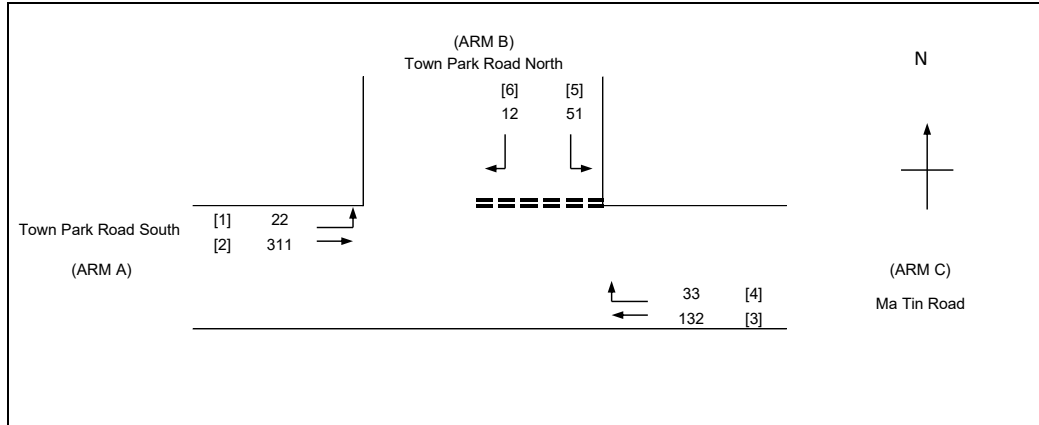 (ARM B)
Town Park Road North
N
[6] [5]
12 51
[1] 22
Town Park Road South
[2] 311
(ARM A)
(ARM C)
33 [4]
Ma Tin Road
132 [3]